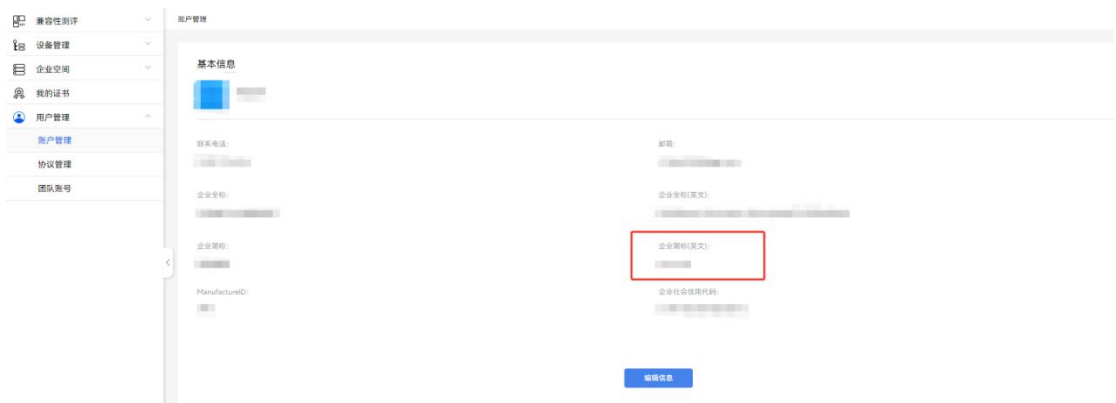 兼容性测评
设备管理
企业空间
我的证书
用户管理
账户管理
协议管理
团队账号
账户管理
基本信息
联系电话:
邮箱:
企业全称:
企业全称(英文):
企业简称:
企业简称(英文):
ManufactureID:
企业社会信用代码:
编辑信息